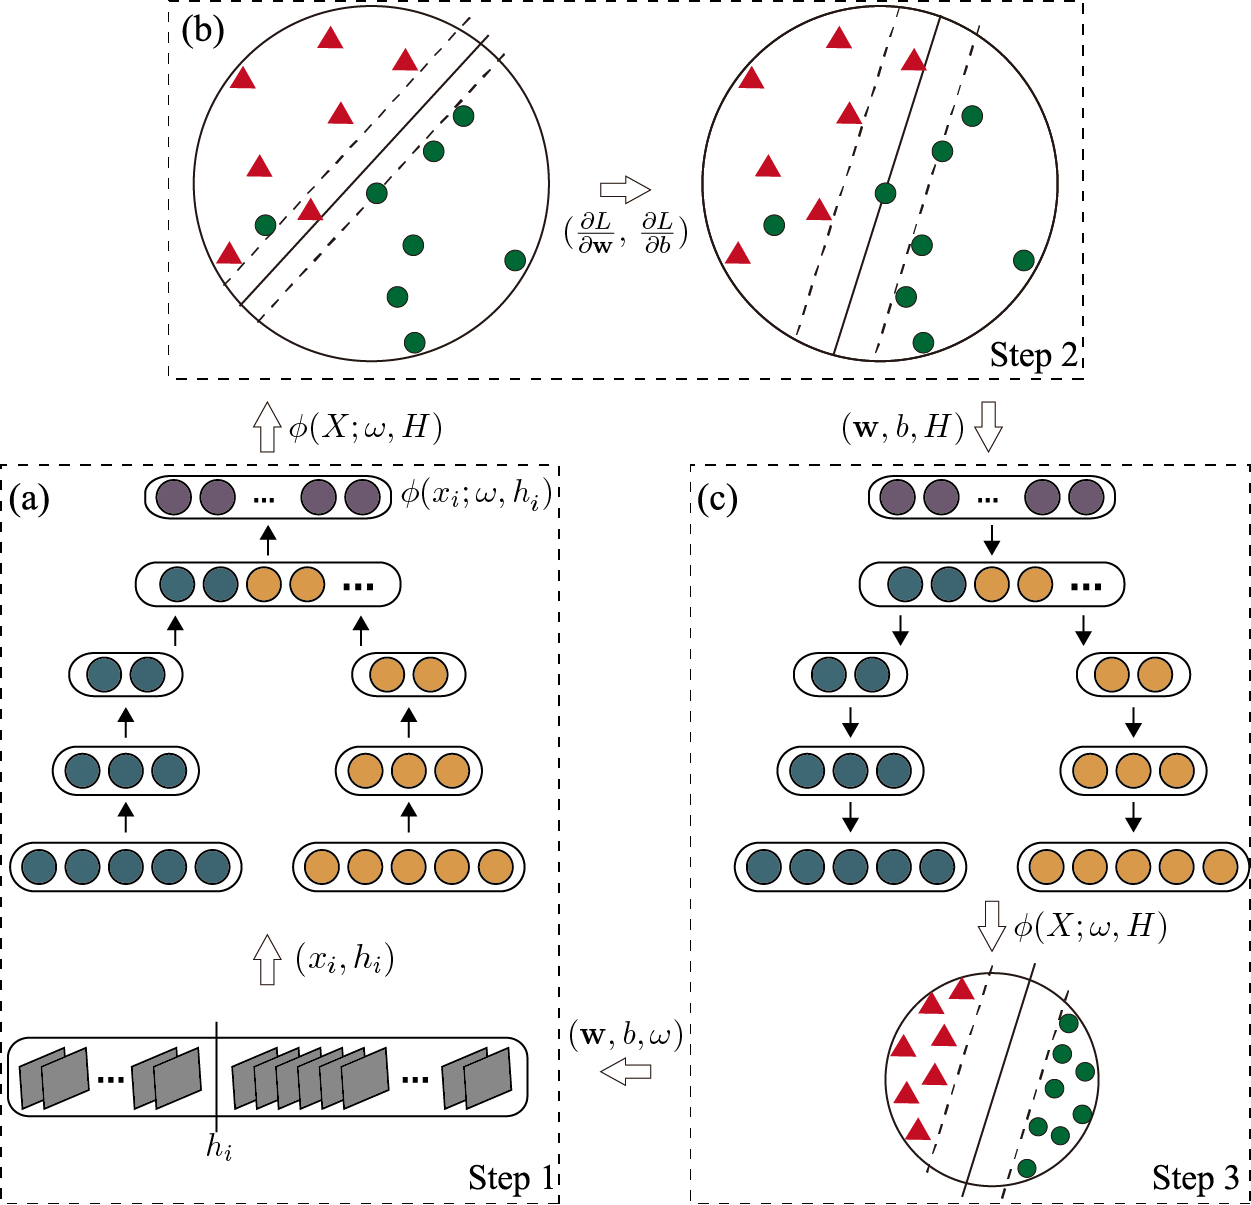 (b)
(∂L/∂𝐰, ∂L/∂b)
Step 2
ϕ(X; ω, H)
(𝐰, b, H)
(a)
...
ϕ(x_i; ω, h_i)
...
(x_i, h_i)
... ...
h_i
Step 1
(𝐰, b, ω)
(c)
...
...
ϕ(X; ω, H)
Step 3